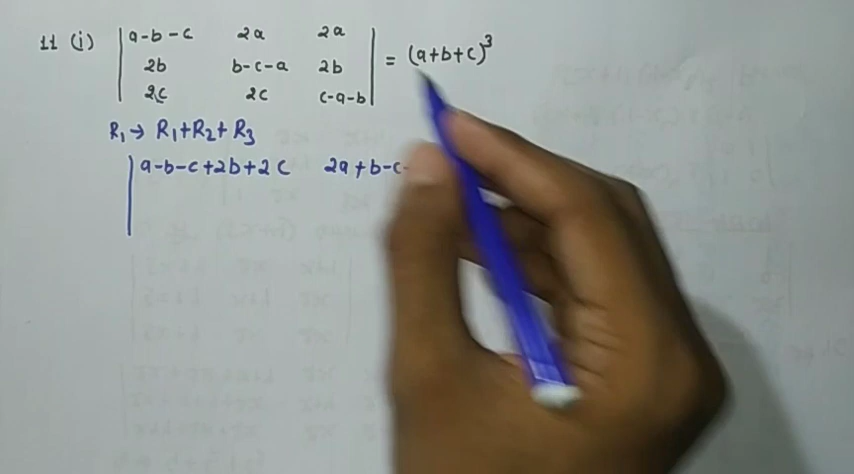 11 (i) | a-b-c 2a 2a |
| 2b b-c-a 2b | = (a+b+c)³
| 2c 2c c-a-b |
R₁→ R₁+R₂+R₃
| a-b-c+2b+2c 2a+b-c